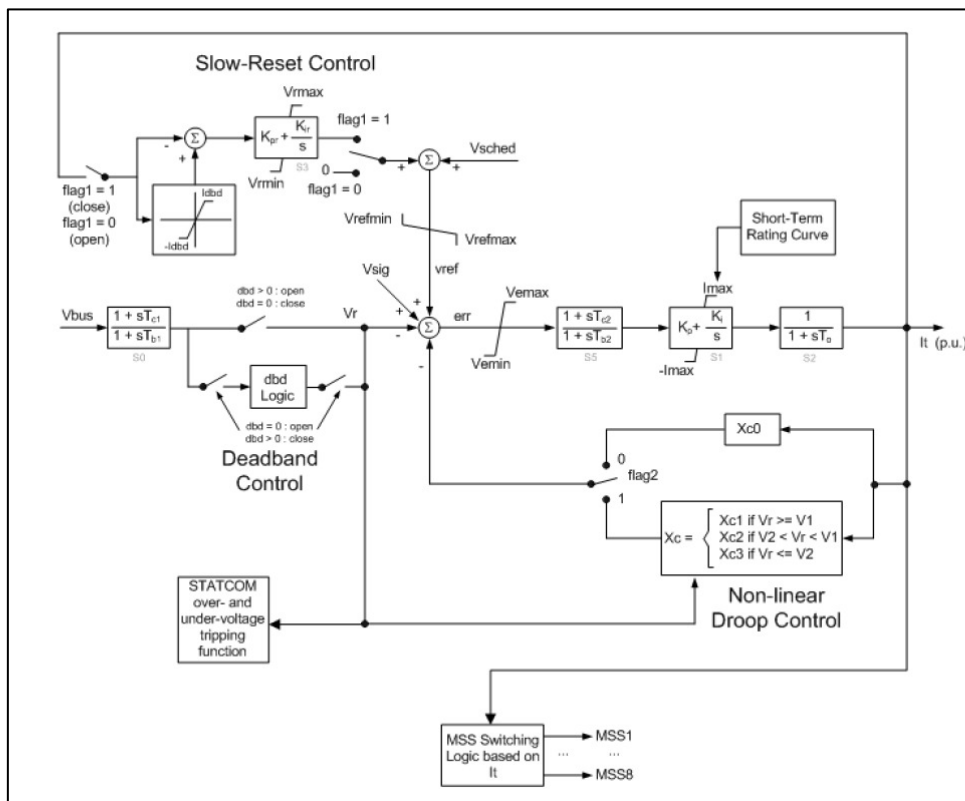 Slow-Reset Control
Vrmax
flag1 = 1
Kpr + Kir
s
S3
Σ
-
+
Vrmin
0
flag1 = 0
Σ
+
+
Vsched
flag1 = 1
(close)
flag1 = 0
(open)
Idbd
-Idbd
Vrefmin
Vrefmax
Short-Term
Rating Curve
Vsig
vref
Vbus
1 + sTc1
1 + sTb1
S0
dbd > 0 : open
dbd = 0 : close
Vr
+
+
-
-
Σ
err
Vemax
Vemin
1 + sTc2
1 + sTb2
S5
Imax
Kp + Ki
s
S1
-Imax
1
1 + sTo
S2
It (p.u.)
dbd
Logic
dbd = 0 : open
dbd > 0 : close
Deadband
Control
Xc0
0
flag2
1
Xc =
Xc1 if Vr >= V1
Xc2 if V2 < Vr < V1
Xc3 if Vr <= V2
Non-linear
Droop Control
STATCOM
over- and
under-voltage
tripping
function
MSS Switching
Logic based on
It
MSS1
... ...
MSS8